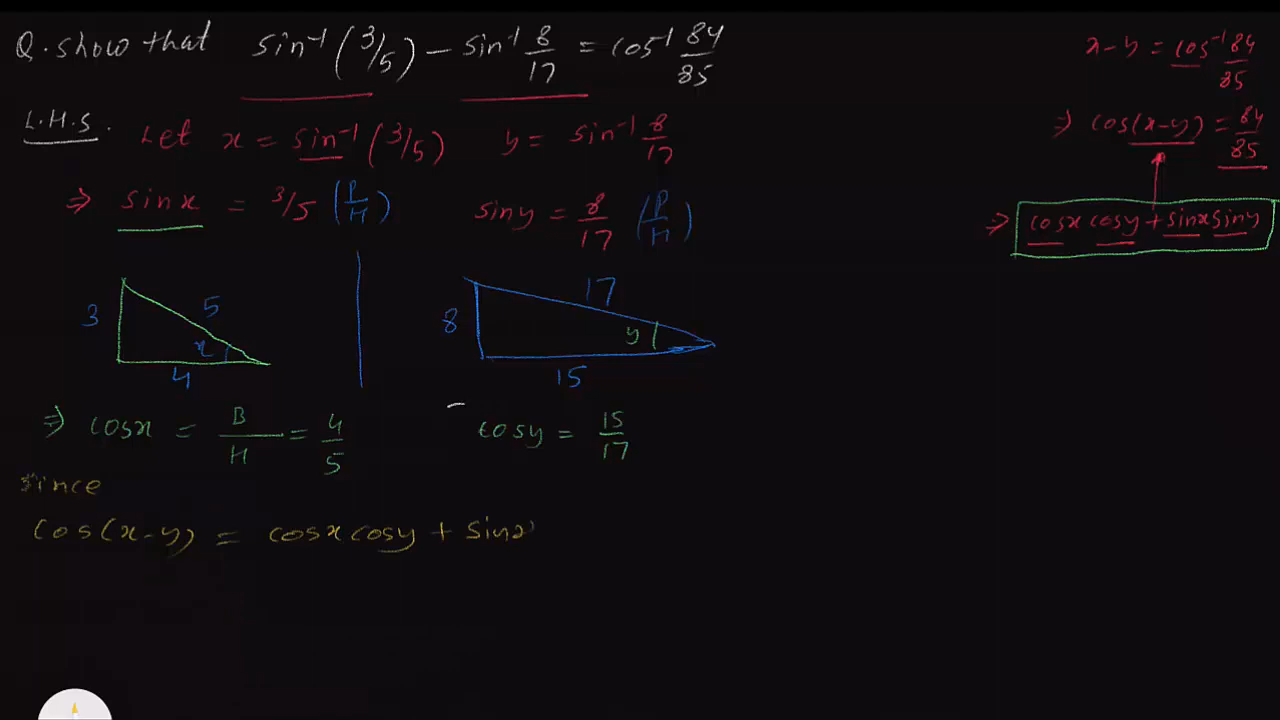 Q. show that sin⁻¹(3/5) − sin⁻¹ 8/17 = cos⁻¹ 84/85
L.H.S. Let x = sin⁻¹(3/5) y = sin⁻¹ 8/17
⇒ sinx = 3/5 (P/H) siny = 8/17 (P/H)
3 5 x 4
8 17 y 15
⇒ cosx = B/H = 4/5 cosy = 15/17
since
cos(x-y) = cosx cosy + sinx
x-y = cos⁻¹ 84/85
⇒ cos(x-y) = 84/85
⇒ cosx cosy + sinx siny